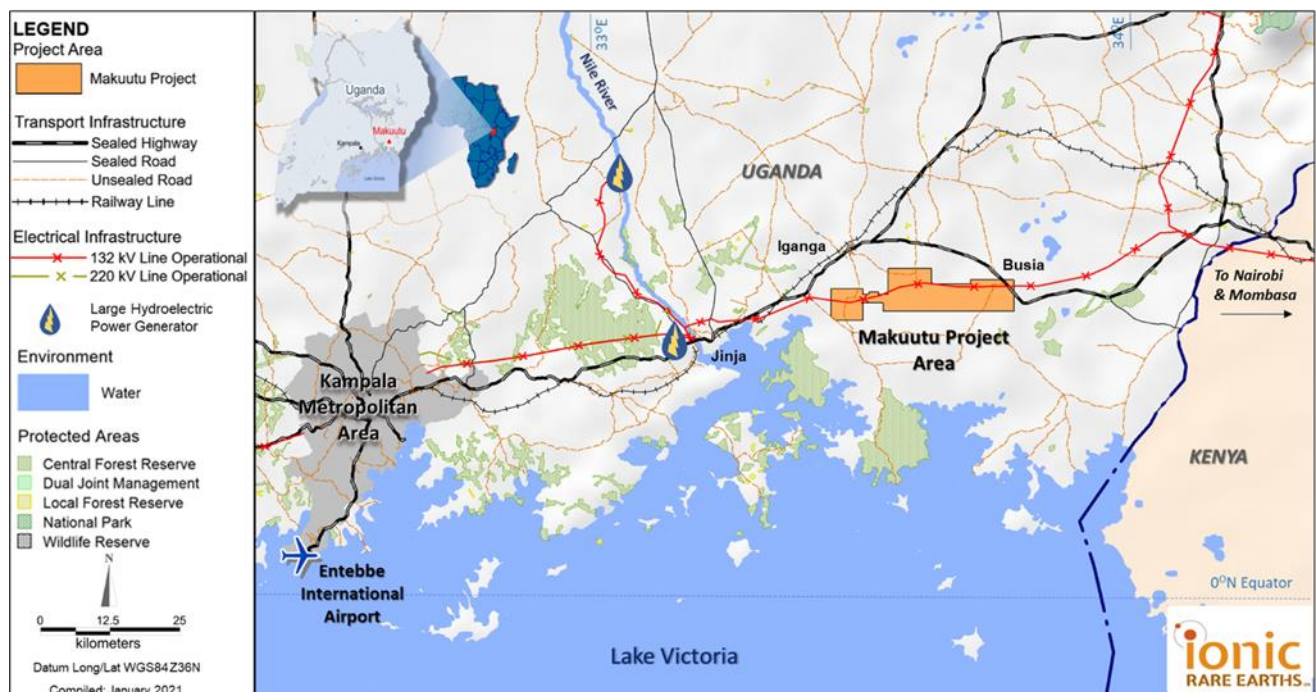 LEGEND
Project Area
Makuutu Project
Transport Infrastructure
Sealed Highway
Sealed Road
Unsealed Road
Railway Line
Electrical Infrastructure
132 kV Line Operational
220 kV Line Operational
Large Hydroelectric
Power Generator
Environment
Water
Protected Areas
Central Forest Reserve
Dual Joint Management
Local Forest Reserve
National Park
Wildlife Reserve
N
0 12.5 25
kilometers
Datum Long/Lat WGS84Z36N
Compiled: January 2021
Uganda
Makuutu
Kampala
33°E
34°E
Nile River
UGANDA
Iganga
Busia
To Nairobi
& Mombasa
Jinja
Makuutu Project
Area
Kampala
Metropolitan
Area
KENYA
Entebbe
International
Airport
0°N Equator
Lake Victoria
ionic
RARE EARTHS